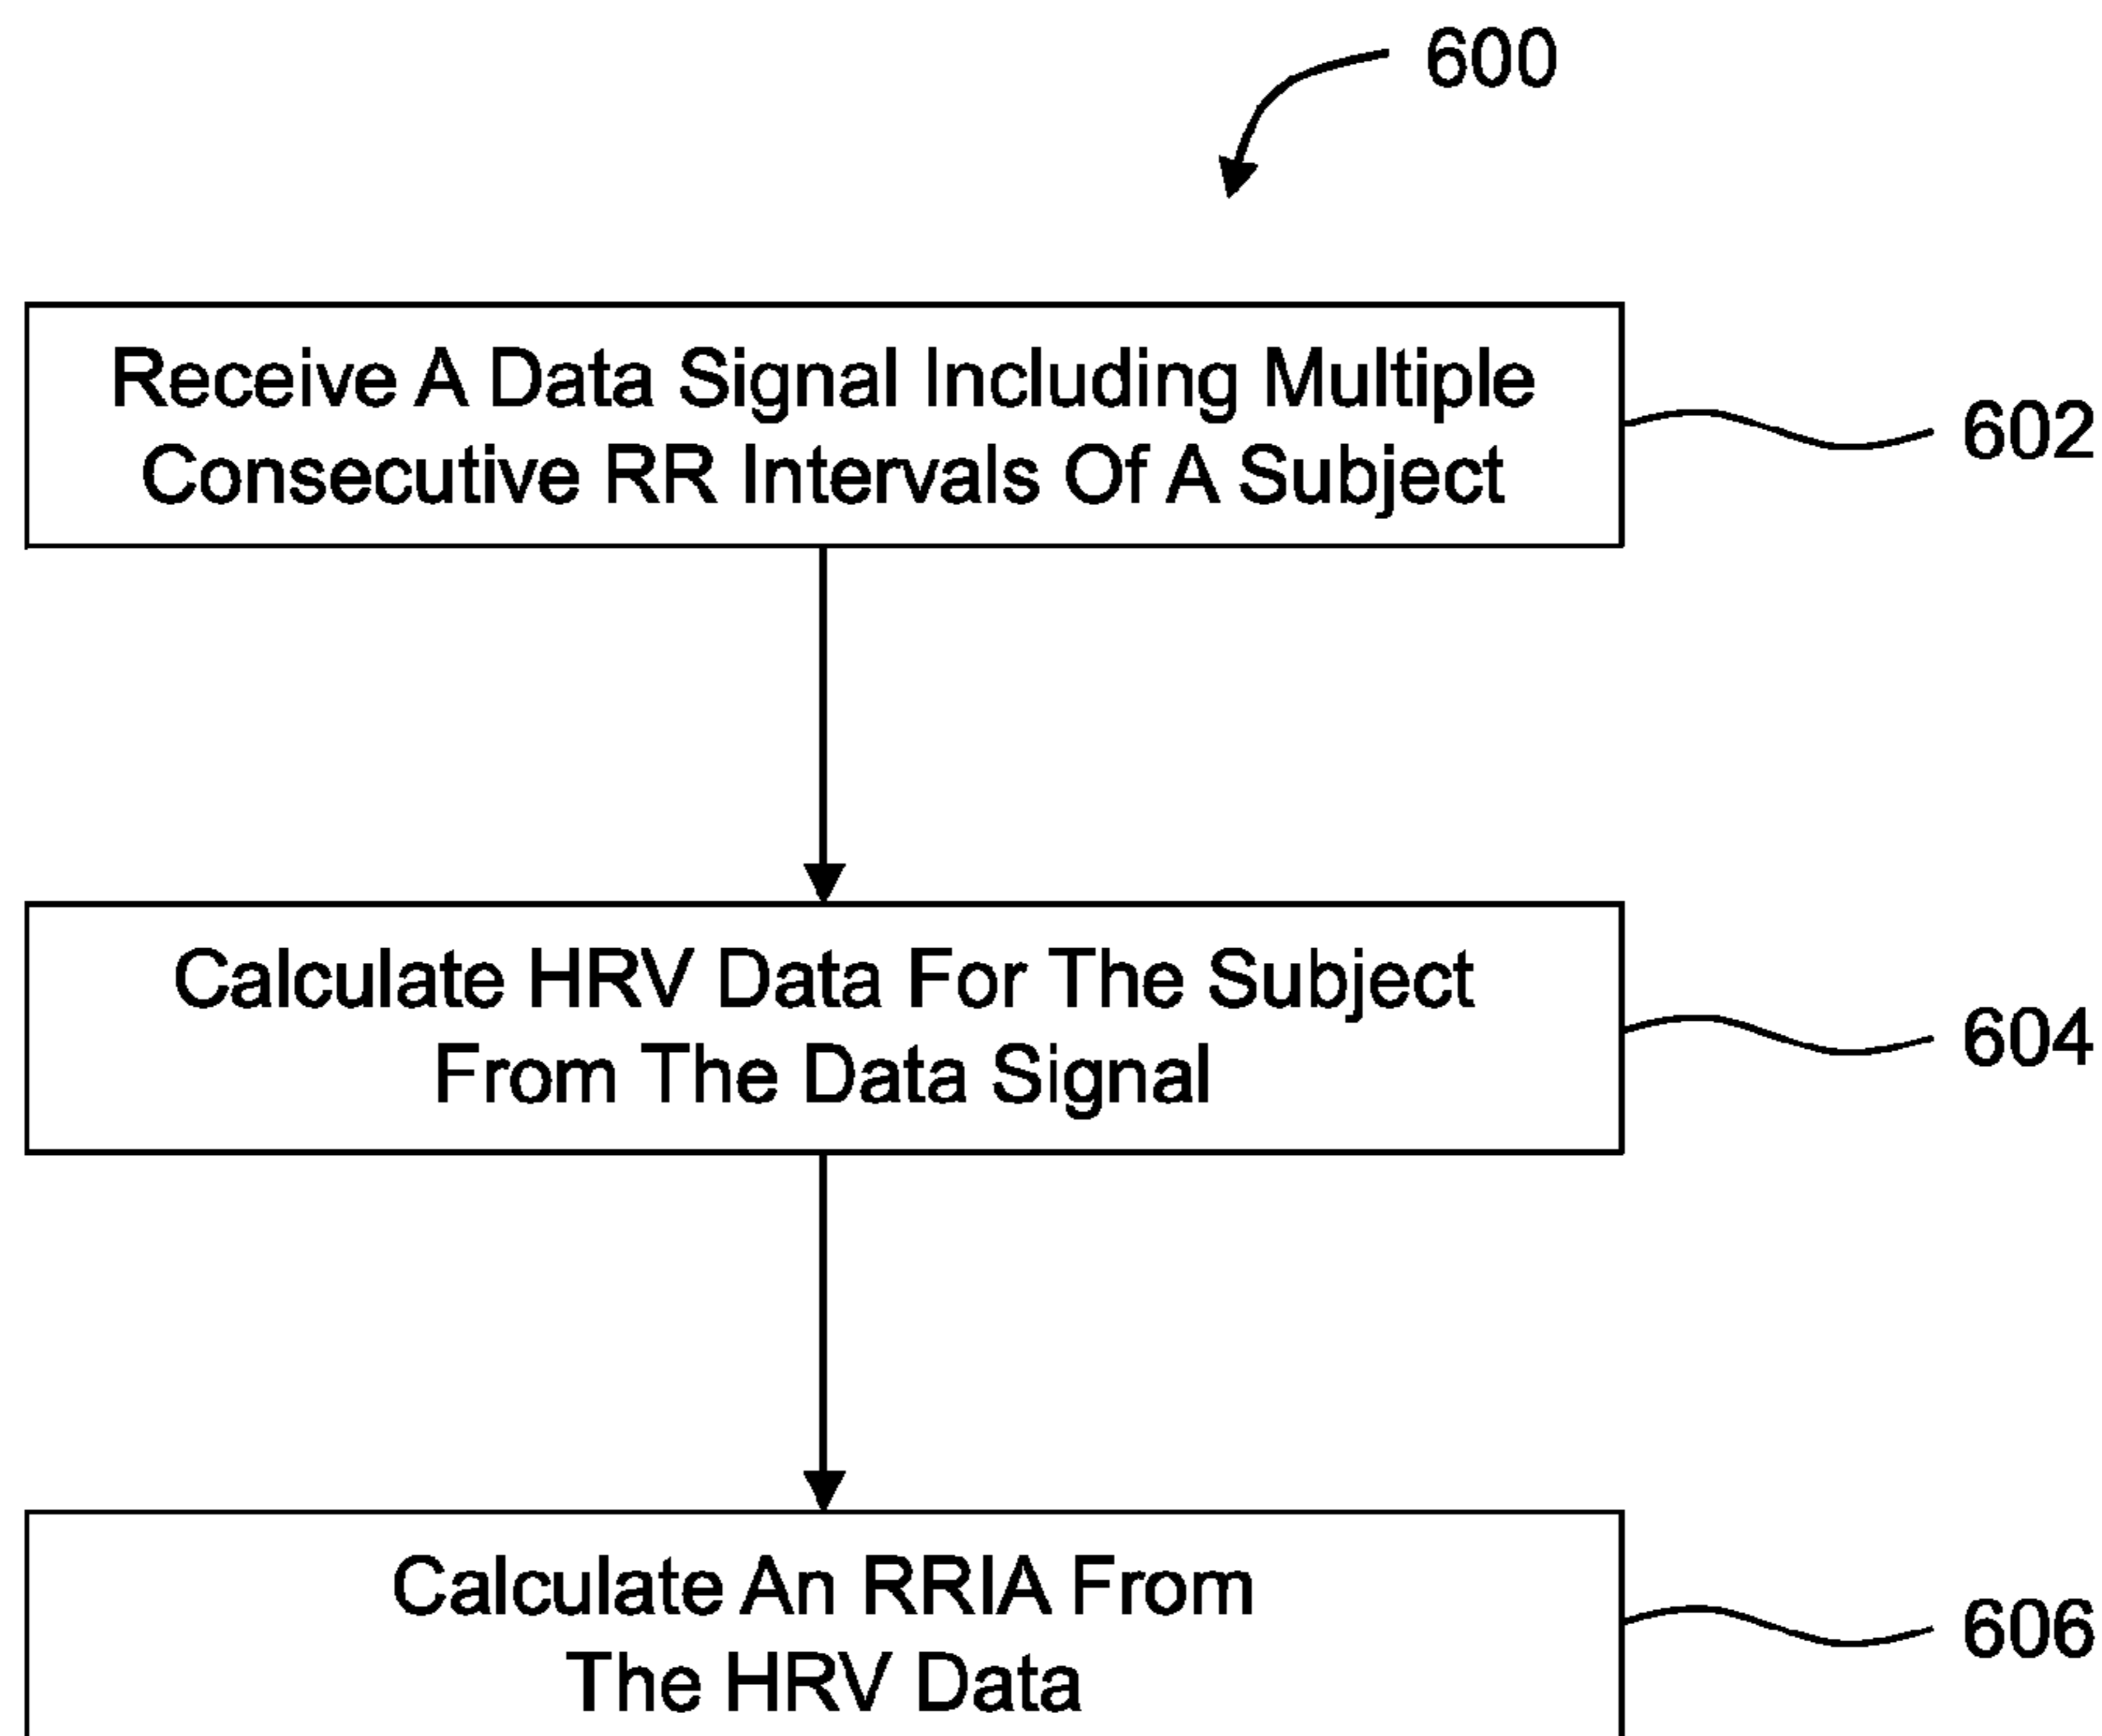 600
Receive A Data Signal Including Multiple
Consecutive RR Intervals Of A Subject
602
Calculate HRV Data For The Subject
From The Data Signal
604
Calculate An RRIA From
The HRV Data
606